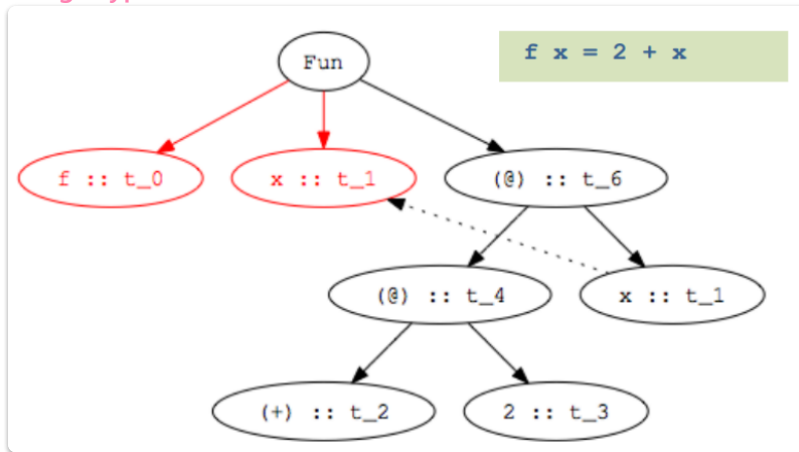 Fun
f x = 2 + x
f :: t_0
x :: t_1
(@) :: t_6
(@) :: t_4
x :: t_1
(+) :: t_2
2 :: t_3